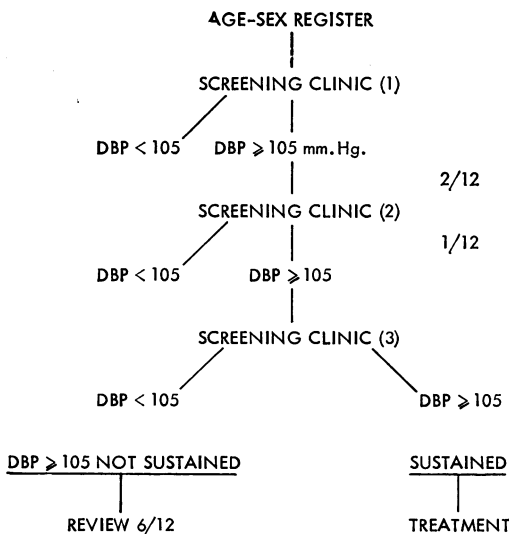 AGE-SEX REGISTER
SCREENING CLINIC (1)
DBP < 105 DBP ⩾ 105 mm.Hg.
2/12
SCREENING CLINIC (2)
1/12
DBP < 105 DBP ⩾ 105
SCREENING CLINIC (3)
DBP < 105 DBP ⩾ 105
DBP ⩾ 105 NOT SUSTAINED SUSTAINED
REVIEW 6/12 TREATMENT